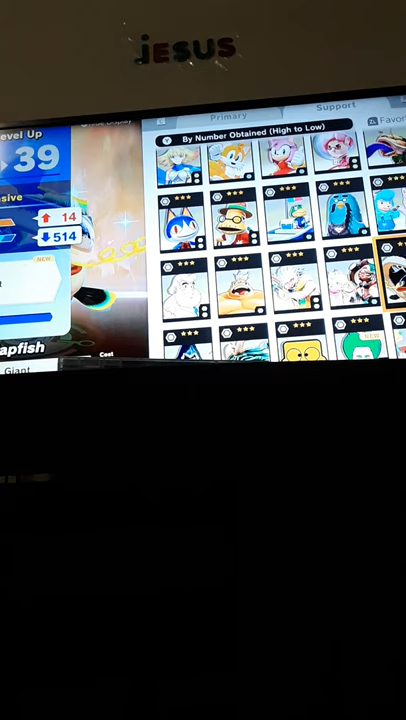 jESUS
evel Up
39
Primary
Support
By Number Obtained (High to Low)
Favor
sive
14
514
NEW
NEW
apfish
Cost
Giant